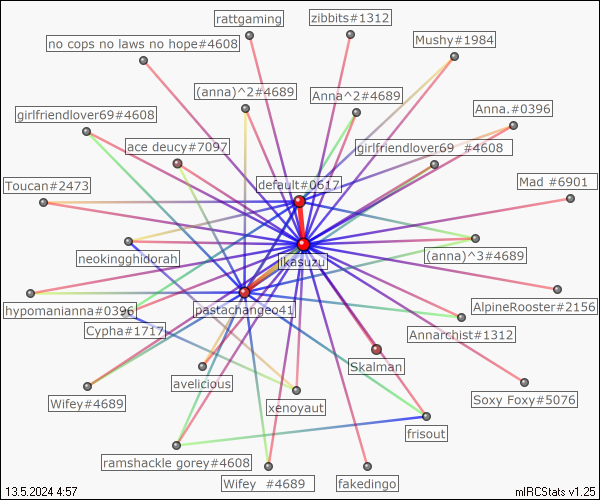 rattgaming
zibbits#1312
no cops no laws no hope#4608
Mushy#1984
(anna)^2#4689
Anna^2#4689
girlfriendlover69#4608
Anna.#0396
ace deucy#7097
girlfriendlover69 #4608
Toucan#2473
default#0617
Mad #6901
neokingghidorah
ikasuzu
(anna)^3#4689
hypomanianna#0396
pastachangeo41
AlpineRooster#2156
Cypha#1717
Annarchist#1312
Skalman
avelicious
Wifey#4689
xenoyaut
Soxy Foxy#5076
frisout
ramshackle gorey#4608
Wifey #4689
fakedingo
13.5.2024 4:57
mIRCStats v1.25